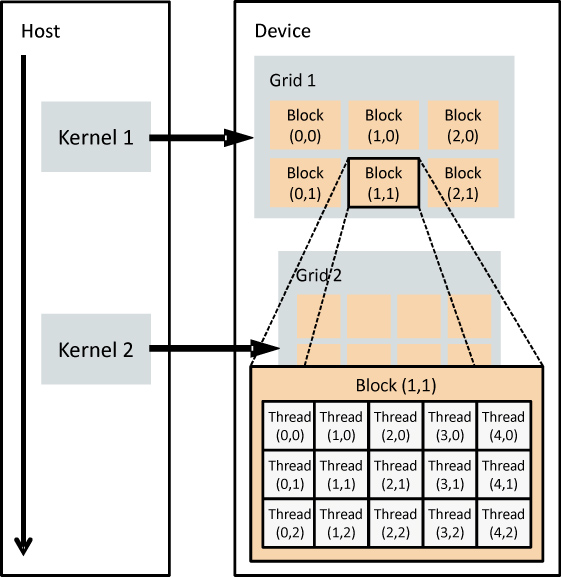 Host
Device
Grid 1
Kernel 1
Block
(0,0)
Block
(1,0)
Block
(2,0)
Block
(0,1)
Block
(1,1)
Block
(2,1)
Grid 2
Kernel 2
Block (1,1)
Thread
(0,0)
Thread
(1,0)
Thread
(2,0)
Thread
(3,0)
Thread
(4,0)
Thread
(0,1)
Thread
(1,1)
Thread
(2,1)
Thread
(3,1)
Thread
(4,1)
Thread
(0,2)
Thread
(1,2)
Thread
(2,2)
Thread
(3,2)
Thread
(4,2)